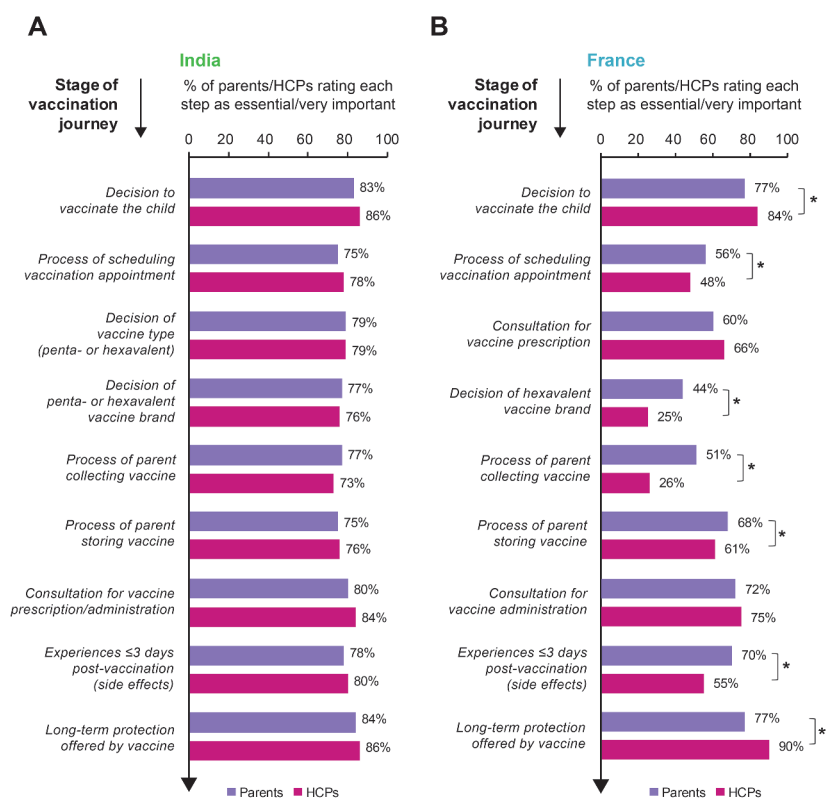 A
India
Stage of
vaccination
journey
% of parents/HCPs rating each
step as essential/very important
0 20 40 60 80 100
Decision to
vaccinate the child
83%
86%
Process of scheduling
vaccination appointment
75%
78%
Decision of
vaccine type
(penta- or hexavalent)
79%
79%
Decision of
penta- or hexavalent
vaccine brand
77%
76%
Process of parent
collecting vaccine
77%
73%
Process of parent
storing vaccine
75%
76%
Consultation for vaccine
prescription/administration
80%
84%
Experiences ≤3 days
post-vaccination
(side effects)
78%
80%
Long-term protection
offered by vaccine
84%
86%
Parents HCPs
B
France
Stage of
vaccination
journey
% of parents/HCPs rating each
step as essential/very important
0 20 40 60 80 100
Decision to
vaccinate the child
77%
84%
*
Process of scheduling
vaccination appointment
56%
48%
*
Consultation for
vaccine prescription
60%
66%
Decision of hexavalent
vaccine brand
44%
25%
*
Process of parent
collecting vaccine
51%
26%
*
Process of parent
storing vaccine
68%
61%
*
Consultation for
vaccine administration
72%
75%
Experiences ≤3 days
post-vaccination
(side effects)
70%
55%
*
Long-term protection
offered by vaccine
77%
90%
*
Parents HCPs